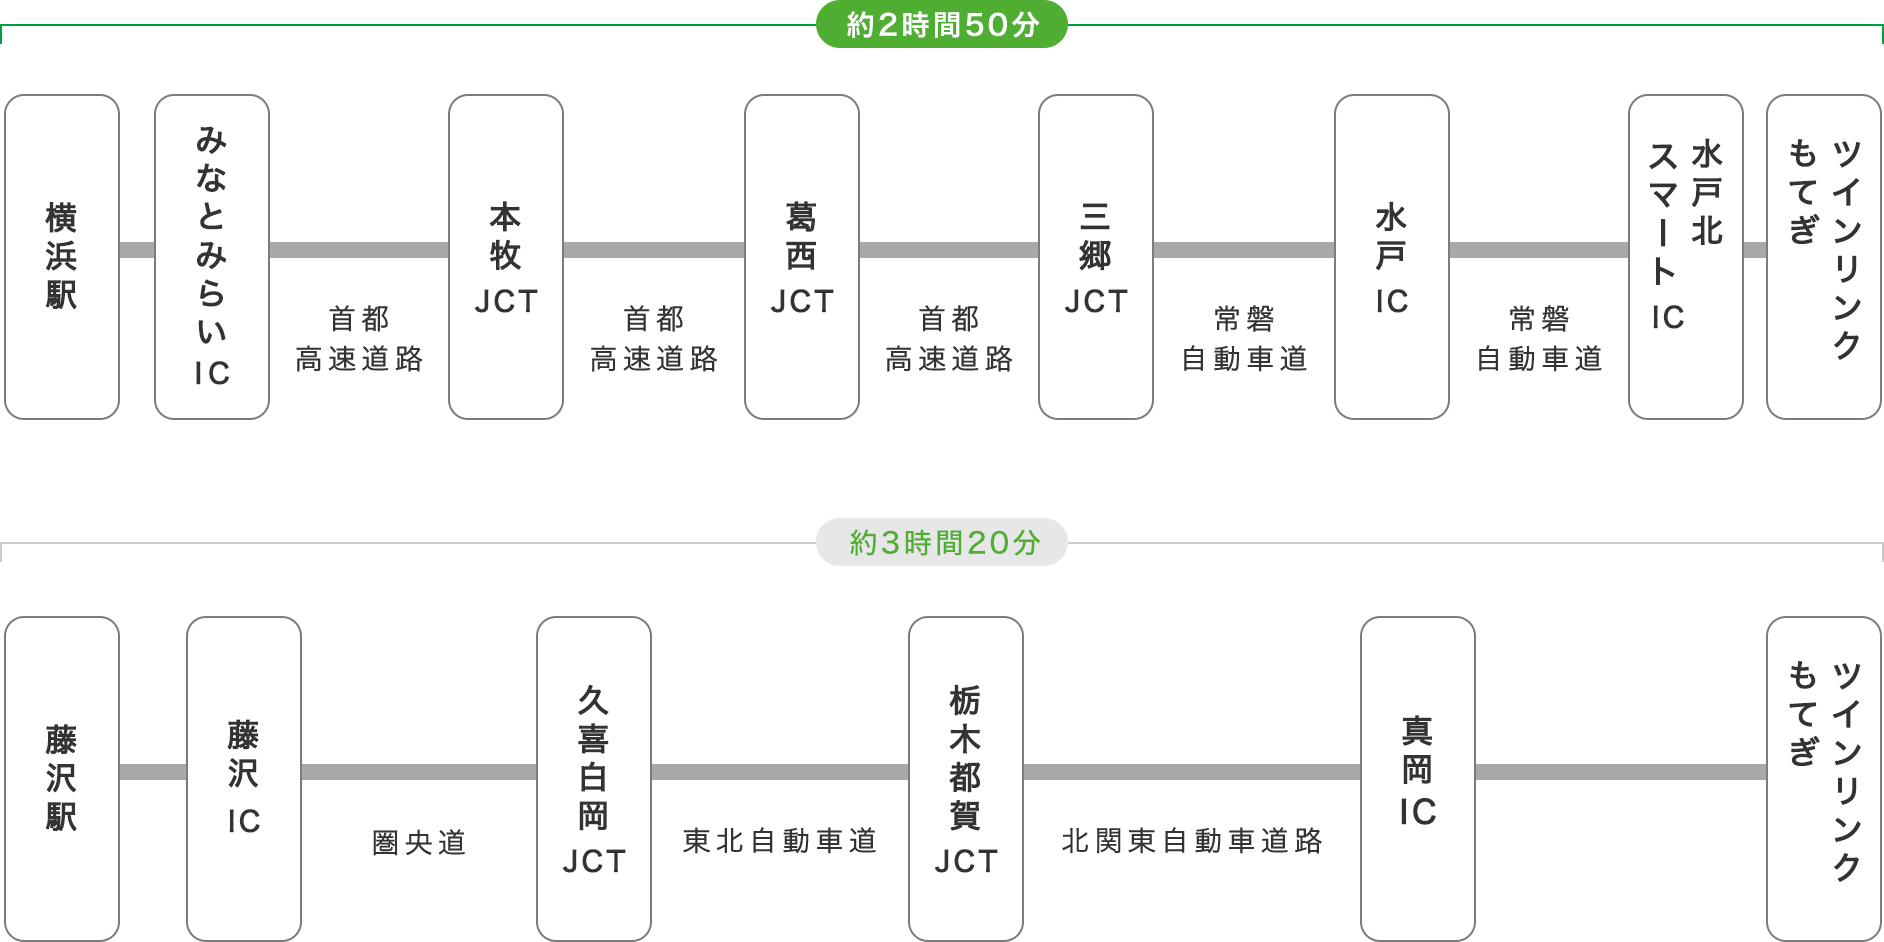 約2時間50分
横浜駅
みなとみらいIC
首都
高速道路
本牧JCT
首都
高速道路
葛西JCT
首都
高速道路
三郷JCT
常磐
自動車道
水戸IC
常磐
自動車道
水戸北
スマートIC
ツインリンク
もてぎ
約3時間20分
藤沢駅
藤沢IC
圏央道
久喜白岡JCT
東北自動車道
栃木都賀JCT
北関東自動車道路
真岡IC
ツインリンク
もてぎ